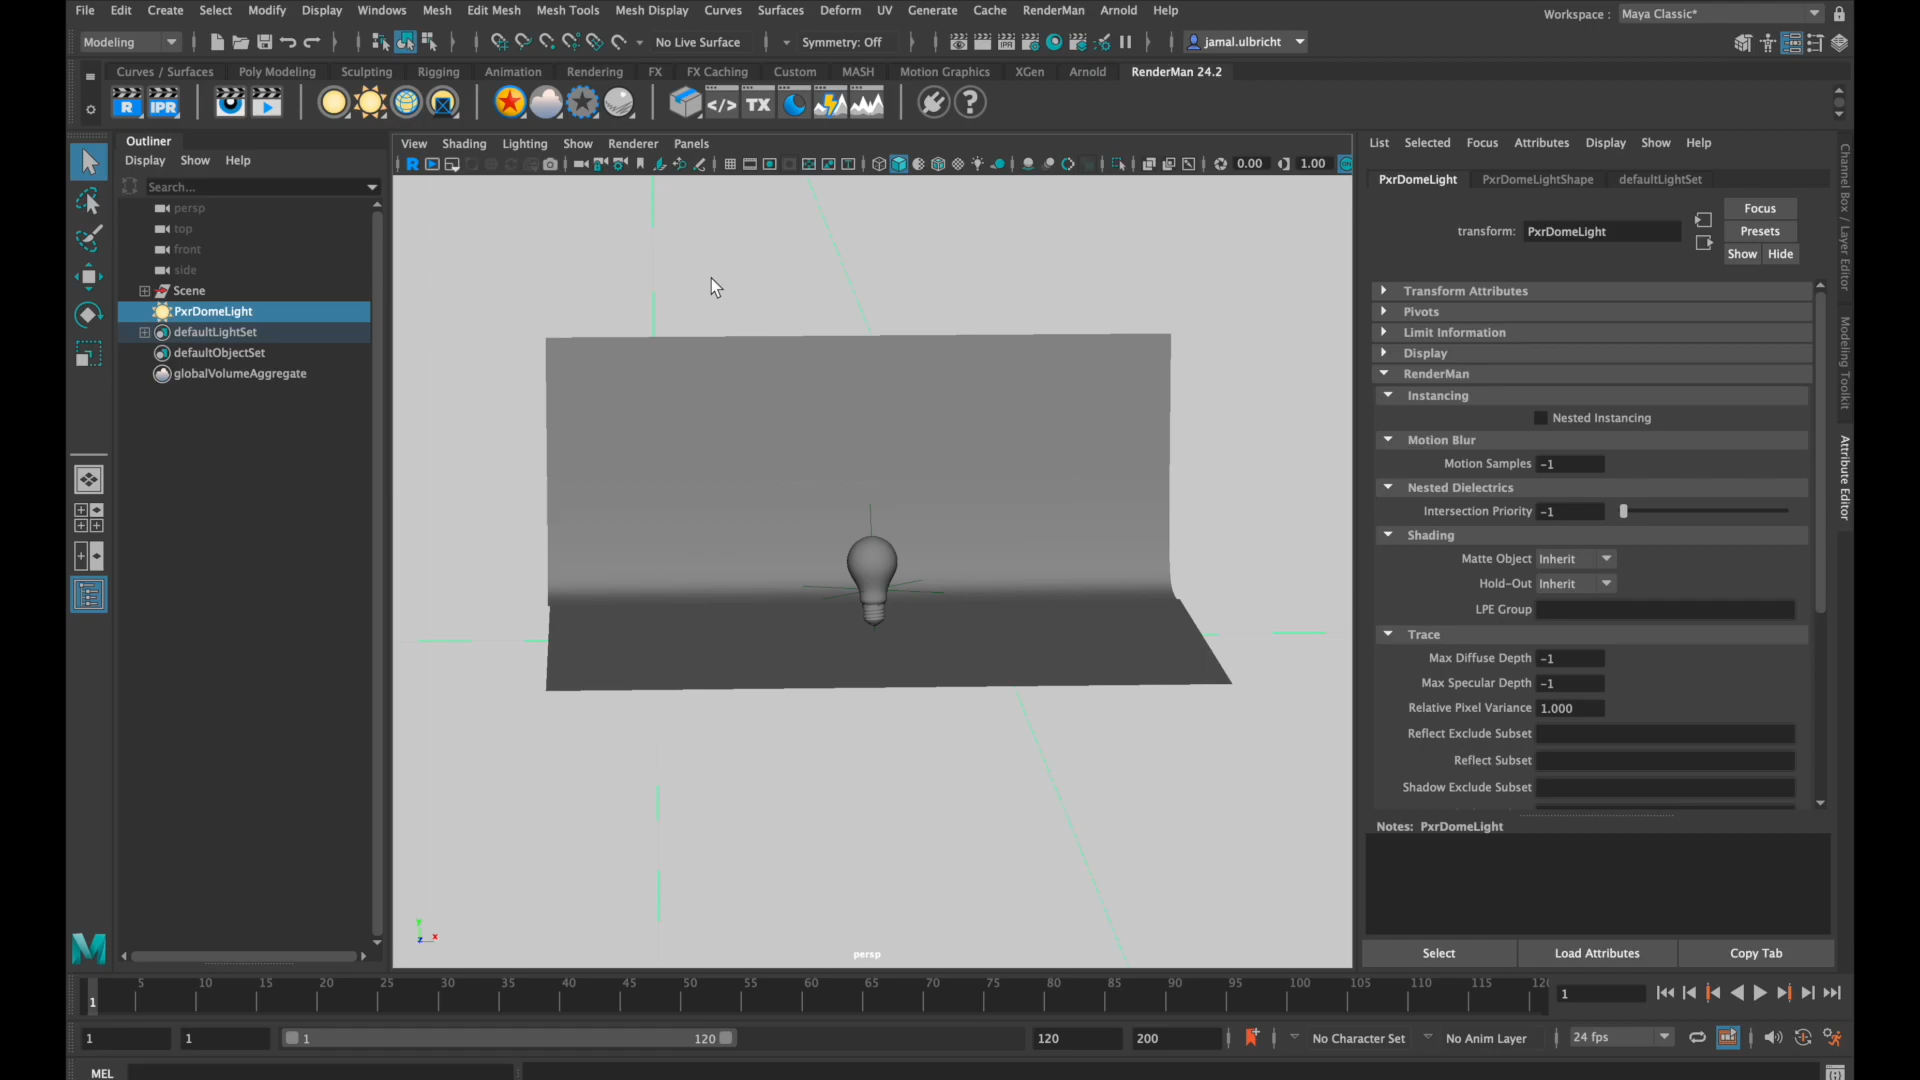 File Edit Create Select Modify Display Windows Mesh Edit Mesh Mesh Tools Mesh Display Curves Surfaces Deform UV Generate Cache RenderMan Arnold Help
Workspace : Maya Classic*
Modeling No Live Surface Symmetry: Off jamal.ulbricht
Curves / Surfaces Poly Modeling Sculpting Rigging Animation Rendering FX FX Caching Custom MASH Motion Graphics XGen Arnold RenderMan 24.2
R IPR </> TX ?
Outliner
Display Show Help
Search...
persp
top
front
side
Scene
PxrDomeLight
defaultLightSet
defaultObjectSet
globalVolumeAggregate
View Shading Lighting Show Renderer Panels
R 0.00 1.00
persp
y
z x
List Selected Focus Attributes Display Show Help
PxrDomeLight PxrDomeLightShape defaultLightSet
Focus
transform: PxrDomeLight Presets
Show Hide
Transform Attributes
Pivots
Limit Information
Display
RenderMan
Instancing
Nested Instancing
Motion Blur
Motion Samples -1
Nested Dielectrics
Intersection Priority -1
Shading
Matte Object Inherit
Hold-Out Inherit
LPE Group
Trace
Max Diffuse Depth -1
Max Specular Depth -1
Relative Pixel Variance 1.000
Reflect Exclude Subset
Reflect Subset
Shadow Exclude Subset
Notes: PxrDomeLight
Select Load Attributes Copy Tab
Channel Box / Layer Editor
Modeling Toolkit
Attribute Editor
M
5 10 15 20 25 30 35 40 45 50 55 60 65 70 75 80 85 90 95 100 105 110 115 120
1 1
1 1 1 120 120 200 No Character Set No Anim Layer 24 fps
MEL